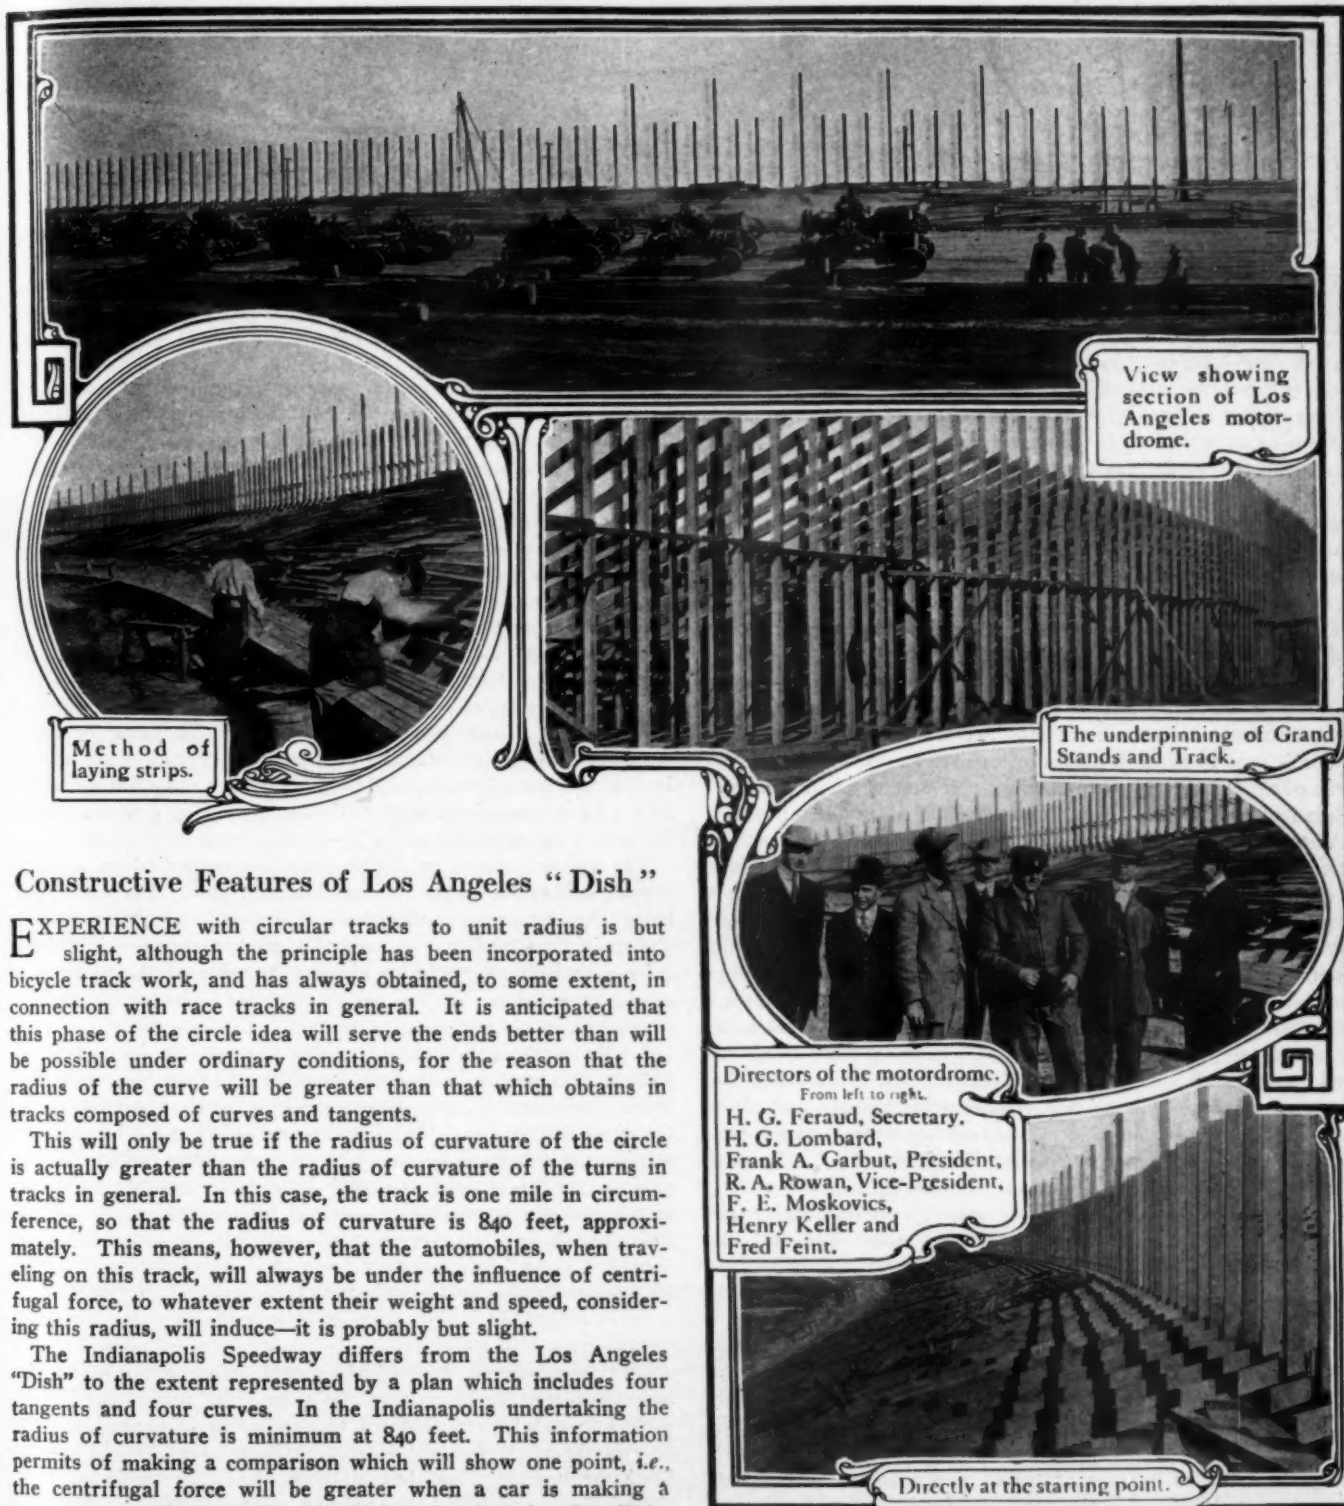 View showing
section of Los
Angeles motor-
drome.
Method of
laying strips.
The underpinning of Grand
Stands and Track.
Constructive Features of Los Angeles “Dish”
EXPERIENCE with circular tracks to unit radius is but
slight, although the principle has been incorporated into
bicycle track work, and has always obtained, to some extent, in
connection with race tracks in general. It is anticipated that
this phase of the circle idea will serve the ends better than will
be possible under ordinary conditions, for the reason that the
radius of the curve will be greater than that which obtains in
tracks composed of curves and tangents.
This will only be true if the radius of curvature of the circle
is actually greater than the radius of curvature of the turns in
tracks in general. In this case, the track is one mile in circum-
ference, so that the radius of curvature is 840 feet, approxi-
mately. This means, however, that the automobiles, when trav-
eling on this track, will always be under the influence of centri-
fugal force, to whatever extent their weight and speed, consider-
ing this radius, will induce—it is probably but slight.
The Indianapolis Speedway differs from the Los Angeles
"Dish" to the extent represented by a plan which includes four
tangents and four curves. In the Indianapolis undertaking the
radius of curvature is minimum at 840 feet. This information
permits of making a comparison which will show one point, i.e.,
the centrifugal force will be greater when a car is making a
Directors of the motordrome.
From left to right.
H. G. Feraud, Secretary.
H. G. Lombard,
Frank A. Garbut, President,
R. A. Rowan, Vice-President,
F. E. Moskovics,
Henry Keller and
Fred Feint.
Directly at the starting point.